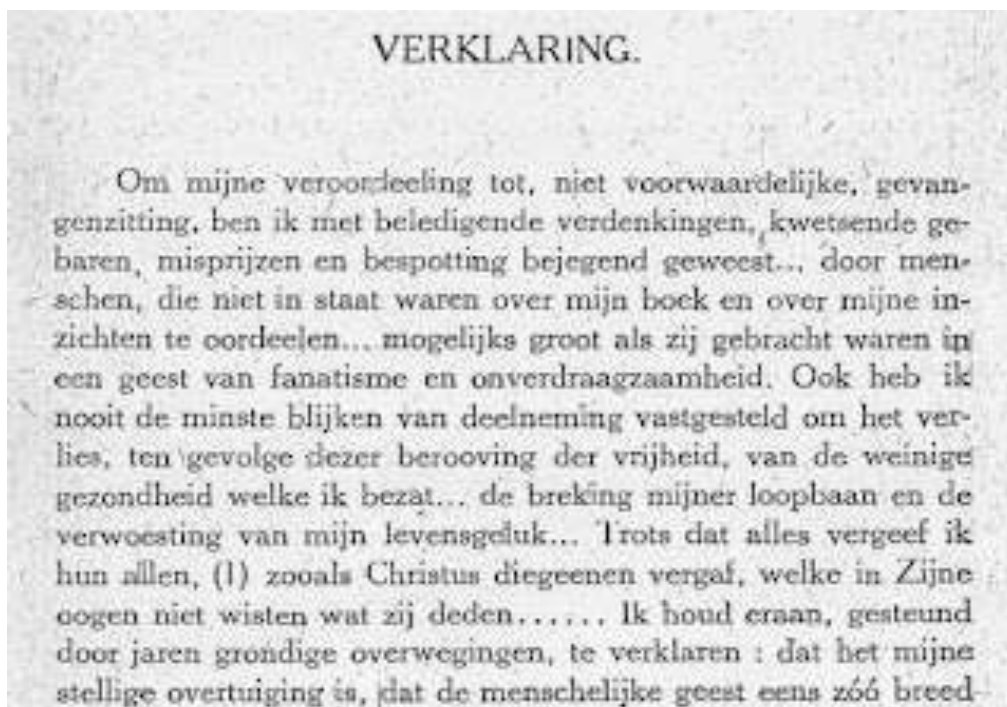 VERKLARING.
Om mijne veroordeeling tot, niet voorwaardelijke, gevan-
genzitting, ben ik met beledigende verdenkingen, kwetsende ge-
baren, misprijzen en bespotting bejegend geweest... door men-
schen, die niet in staat waren over mijn boek en over mijne in-
zichten te oordeelen... mogelijks groot als zij gebracht waren in
een geest van fanatisme en onverdraagzaamheid. Ook heb ik
nooit de minste blijken van deelneming vastgesteld om het ver-
lies, ten gevolge dezer berooving der vrijheid, van de weinige
gezondheid welke ik bezat... de breking mijner loopbaan en de
verwoesting van mijn levensgeluk... Trots dat alles vergeef ik
hun allen, (1) zooals Christus diegeenen vergaf, welke in Zijne
oogen niet wisten wat zij deden...... Ik houd eraan, gesteund
door jaren grondige overwegingen, te verklaren : dat het mijne
stellige overtuiging is, dat de menschelijke geest eens zóó breed